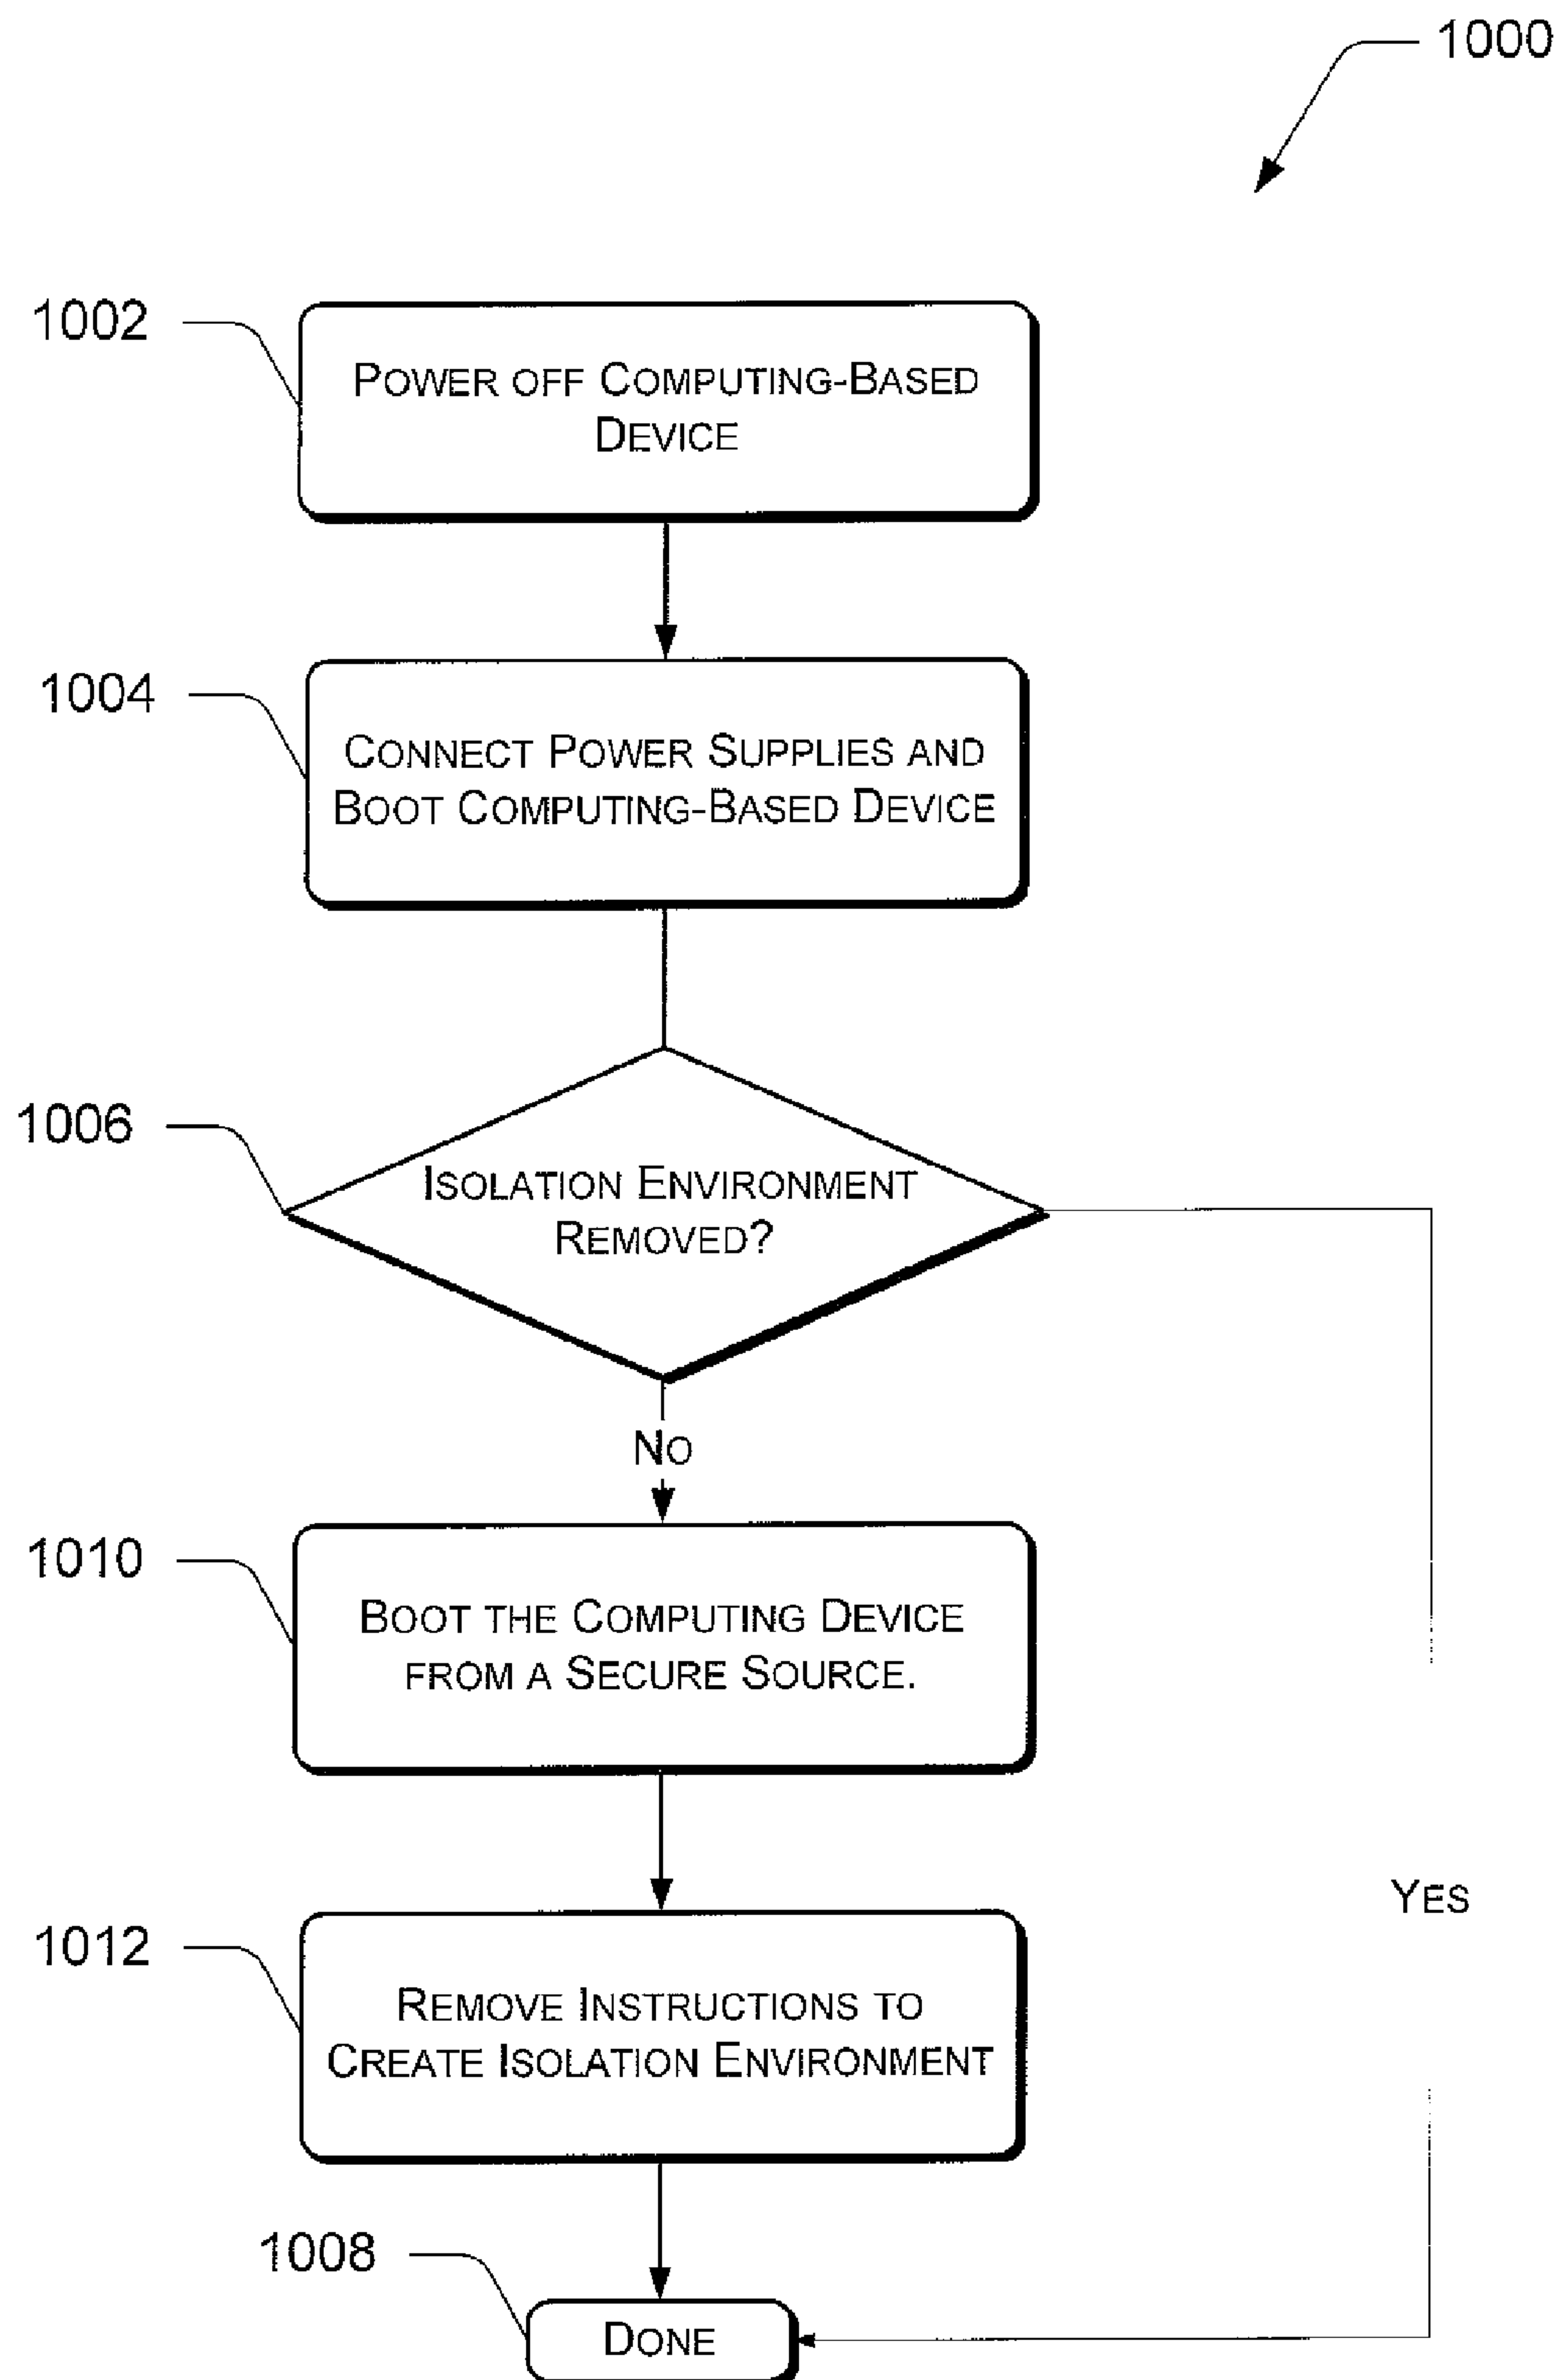 1000
1002
POWER OFF COMPUTING-BASED
DEVICE
1004
CONNECT POWER SUPPLIES AND
BOOT COMPUTING-BASED DEVICE
1006
ISOLATION ENVIRONMENT
REMOVED?
NO
1010
BOOT THE COMPUTING DEVICE
FROM A SECURE SOURCE.
YES
1012
REMOVE INSTRUCTIONS TO
CREATE ISOLATION ENVIRONMENT
1008
DONE